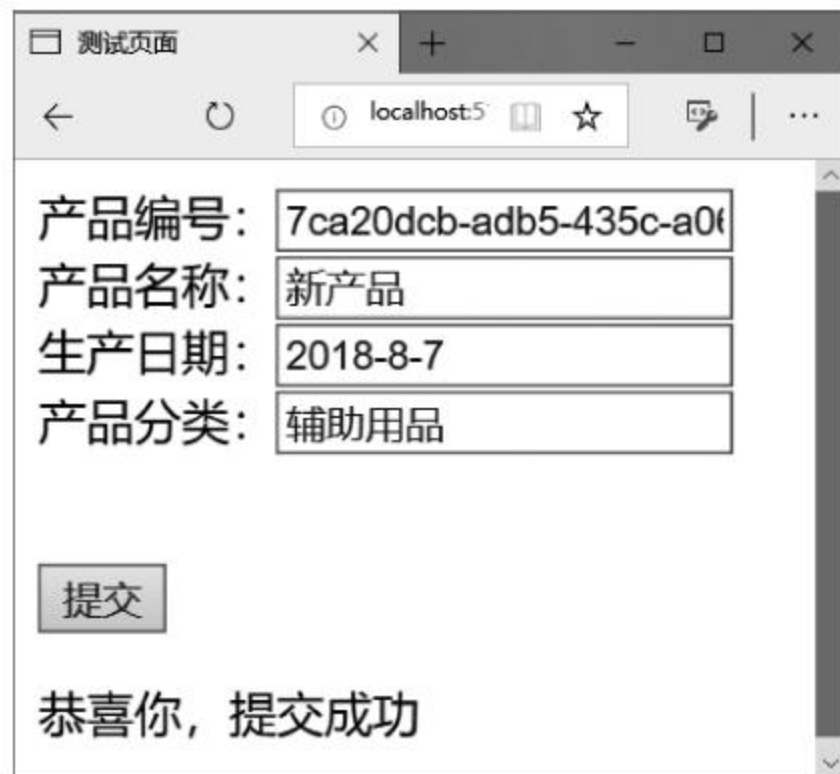 测试页面
localhost:5
产品编号： 7ca20dcb-adb5-435c-a06
产品名称： 新产品
生产日期： 2018-8-7
产品分类： 辅助用品
提交
恭喜你，提交成功